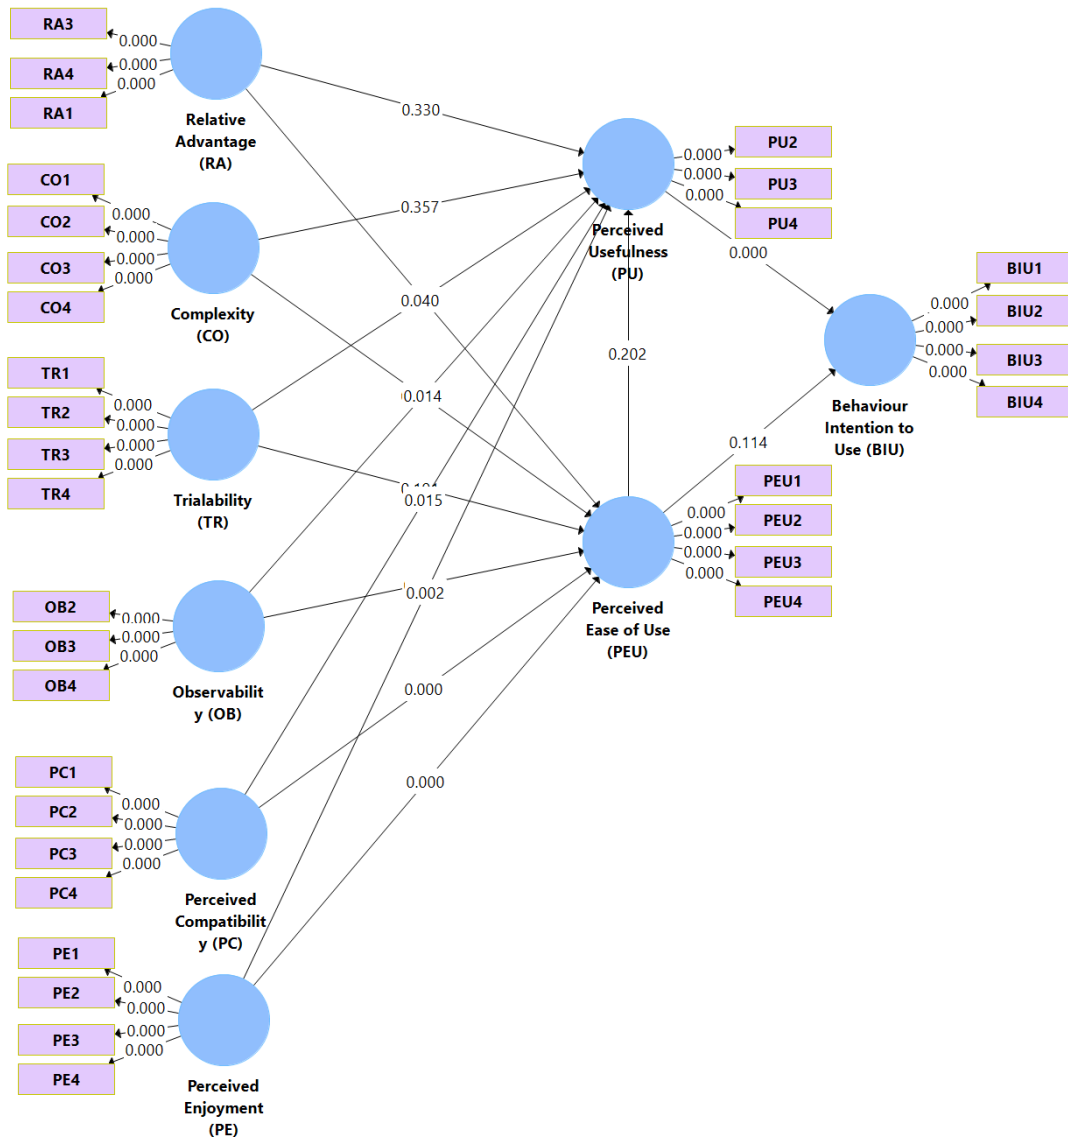 RA3
0.000
RA4
0.000
0.000
RA1
Relative
Advantage
(RA)
0.330
CO1
0.000
CO2
0.000
CO3
0.000
0.000
CO4
Complexity
(CO)
0.357
PU2
0.000
0.000
PU3
0.000
PU4
Perceived
Usefulness
(PU)
0.000
BIU1
0.000
BIU2
0.000
0.000
BIU3
0.000
BIU4
Behaviour
Intention to
Use (BIU)
0.040
0.202
0.014
0.114
TR1
0.000
TR2
0.000
TR3
0.000
0.000
TR4
Trialability
(TR)
0.015
PEU1
0.000
PEU2
0.000
0.000
PEU3
0.000
PEU4
Perceived
Ease of Use
(PEU)
0.002
OB2
0.000
OB3
0.000
0.000
OB4
Observabilit
y (OB)
0.000
PC1
0.000
PC2
0.000
PC3
0.000
0.000
PC4
Perceived
Compatibilit
y (PC)
0.000
PE1
0.000
PE2
0.000
PE3
0.000
0.000
PE4
Perceived
Enjoyment
(PE)